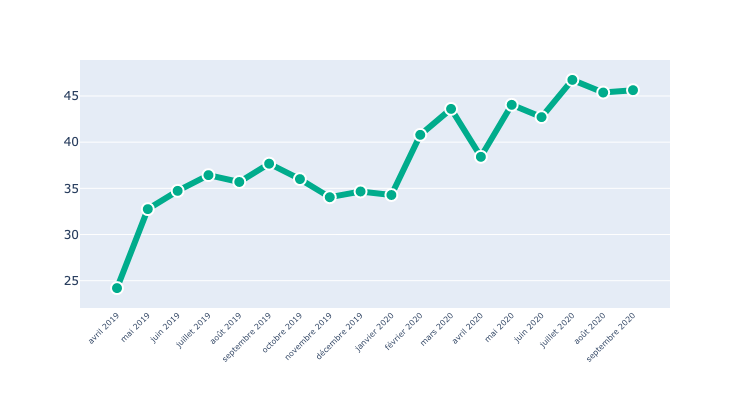 45
40
35
30
25
avril 2019
mai 2019
juin 2019
juillet 2019
août 2019
septembre 2019
octobre 2019
novembre 2019
décembre 2019
janvier 2020
février 2020
mars 2020
avril 2020
mai 2020
juin 2020
juillet 2020
août 2020
septembre 2020